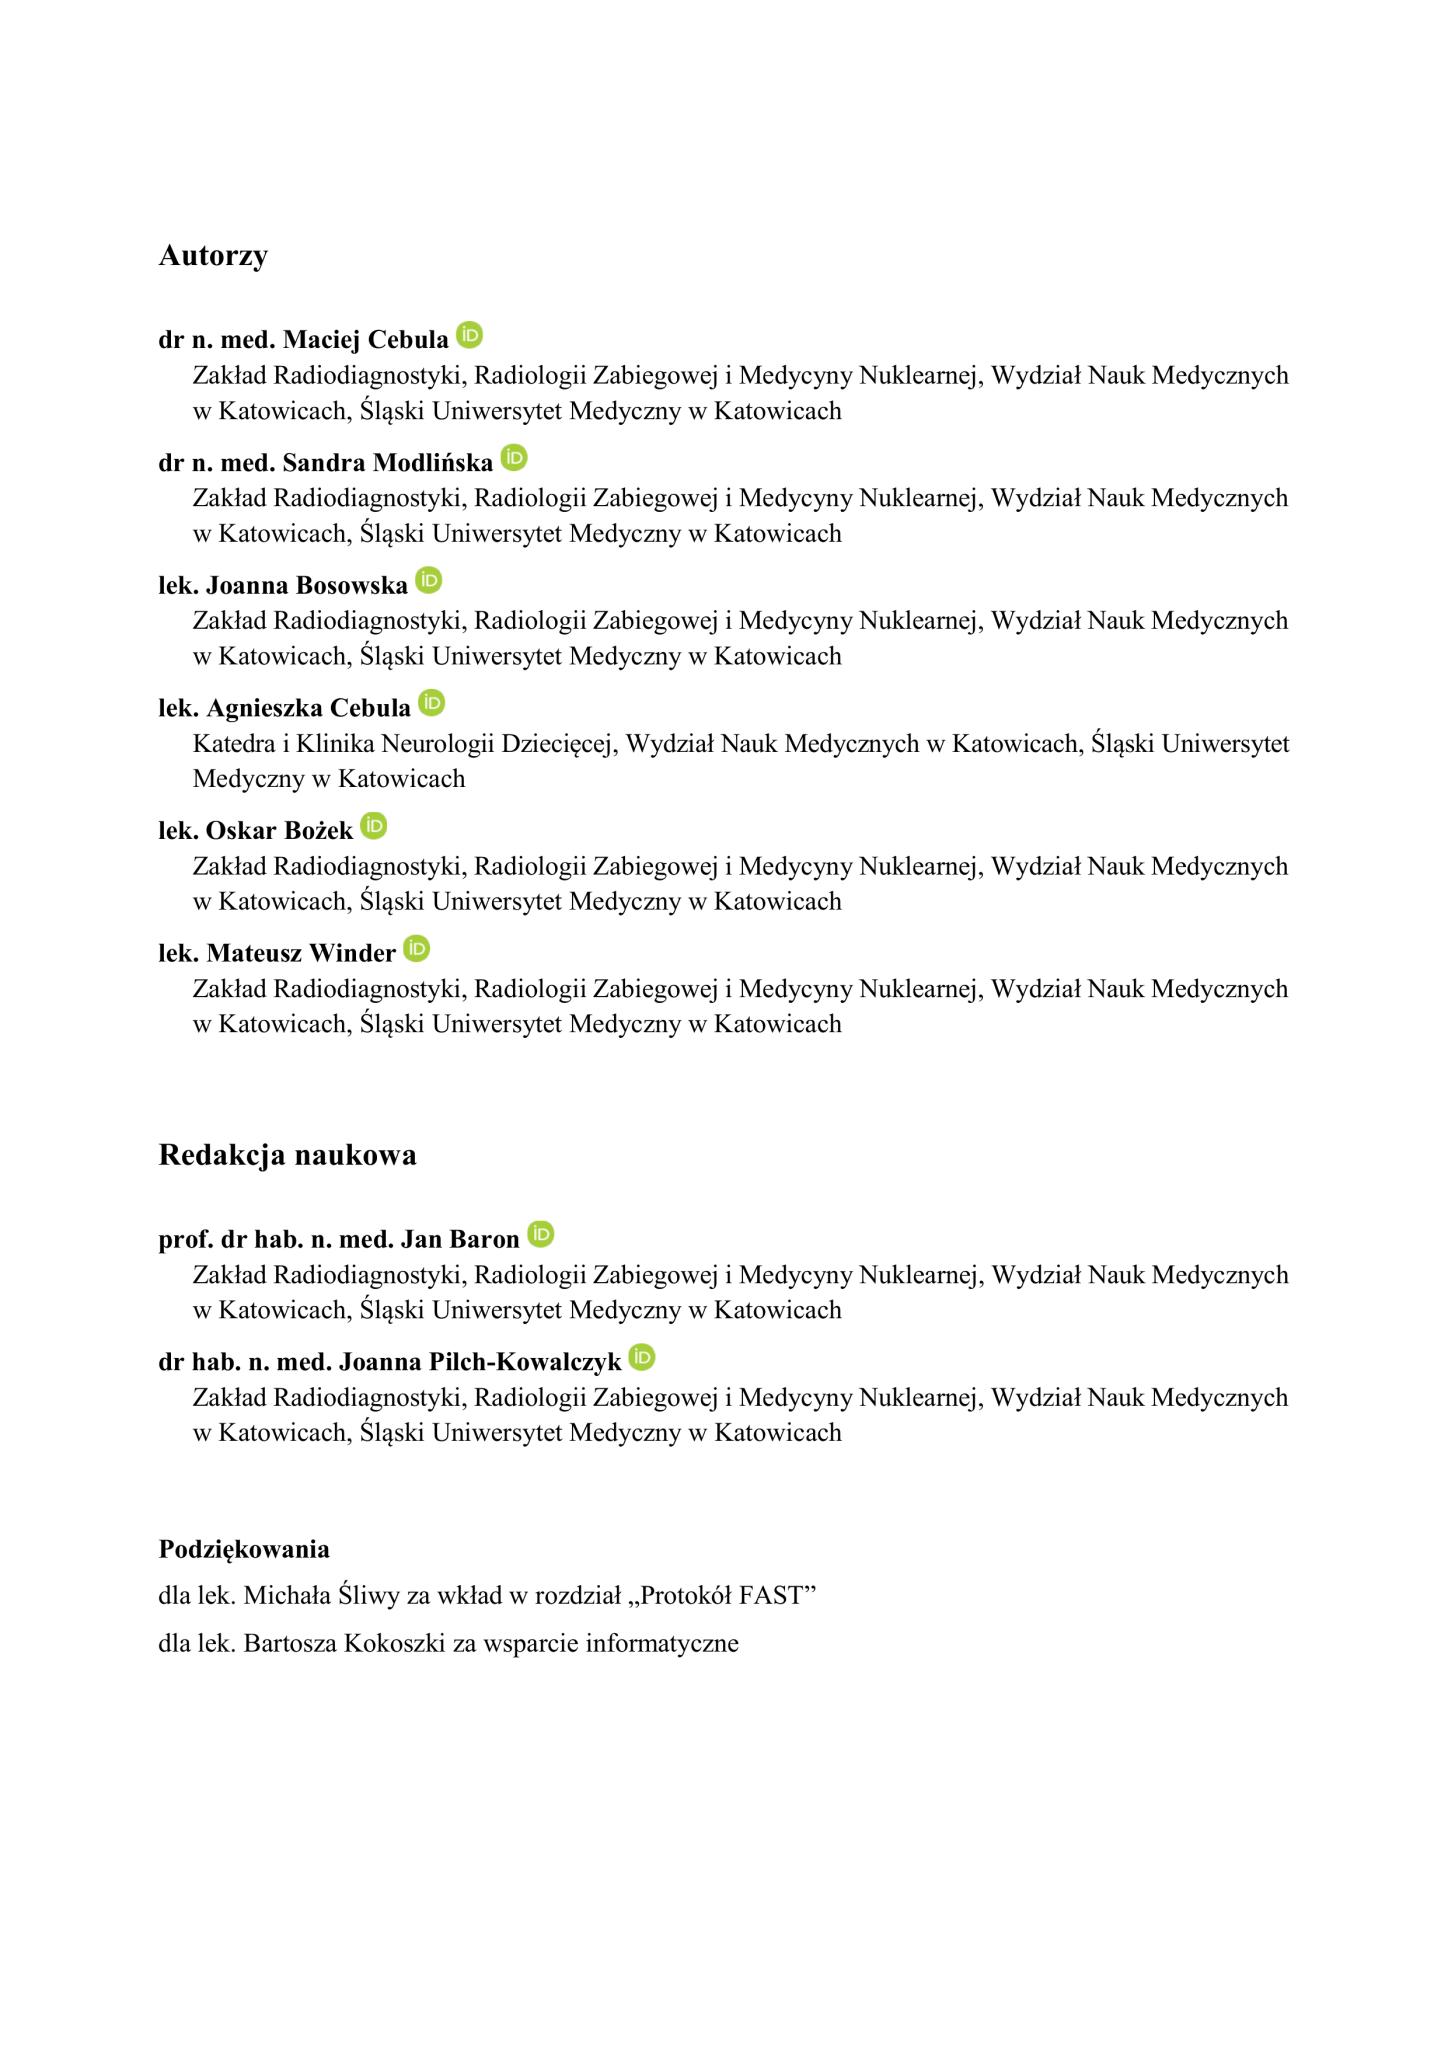 Autorzy
dr n. med. Maciej Cebula iD
Zakład Radiodiagnostyki, Radiologii Zabiegowej i Medycyny Nuklearnej, Wydział Nauk Medycznych
w Katowicach, Śląski Uniwersytet Medyczny w Katowicach
dr n. med. Sandra Modlińska iD
Zakład Radiodiagnostyki, Radiologii Zabiegowej i Medycyny Nuklearnej, Wydział Nauk Medycznych
w Katowicach, Śląski Uniwersytet Medyczny w Katowicach
lek. Joanna Bosowska iD
Zakład Radiodiagnostyki, Radiologii Zabiegowej i Medycyny Nuklearnej, Wydział Nauk Medycznych
w Katowicach, Śląski Uniwersytet Medyczny w Katowicach
lek. Agnieszka Cebula iD
Katedra i Klinika Neurologii Dziecięcej, Wydział Nauk Medycznych w Katowicach, Śląski Uniwersytet
Medyczny w Katowicach
lek. Oskar Bożek iD
Zakład Radiodiagnostyki, Radiologii Zabiegowej i Medycyny Nuklearnej, Wydział Nauk Medycznych
w Katowicach, Śląski Uniwersytet Medyczny w Katowicach
lek. Mateusz Winder iD
Zakład Radiodiagnostyki, Radiologii Zabiegowej i Medycyny Nuklearnej, Wydział Nauk Medycznych
w Katowicach, Śląski Uniwersytet Medyczny w Katowicach
Redakcja naukowa
prof. dr hab. n. med. Jan Baron iD
Zakład Radiodiagnostyki, Radiologii Zabiegowej i Medycyny Nuklearnej, Wydział Nauk Medycznych
w Katowicach, Śląski Uniwersytet Medyczny w Katowicach
dr hab. n. med. Joanna Pilch-Kowalczyk iD
Zakład Radiodiagnostyki, Radiologii Zabiegowej i Medycyny Nuklearnej, Wydział Nauk Medycznych
w Katowicach, Śląski Uniwersytet Medyczny w Katowicach
Podziękowania
dla lek. Michała Śliwy za wkład w rozdział „Protokół FAST”
dla lek. Bartosza Kokoszki za wsparcie informatyczne